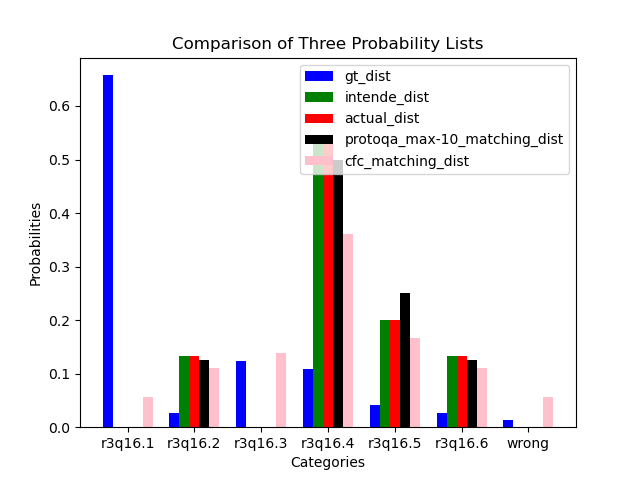 Comparison of Three Probability Lists
gt_dist
intende_dist
actual_dist
protoqa_max-10_matching_dist
cfc_matching_dist
Probabilities
0.6
0.5
0.4
0.3
0.2
0.1
0.0
r3q16.1 r3q16.2 r3q16.3 r3q16.4 r3q16.5 r3q16.6 wrong
Categories